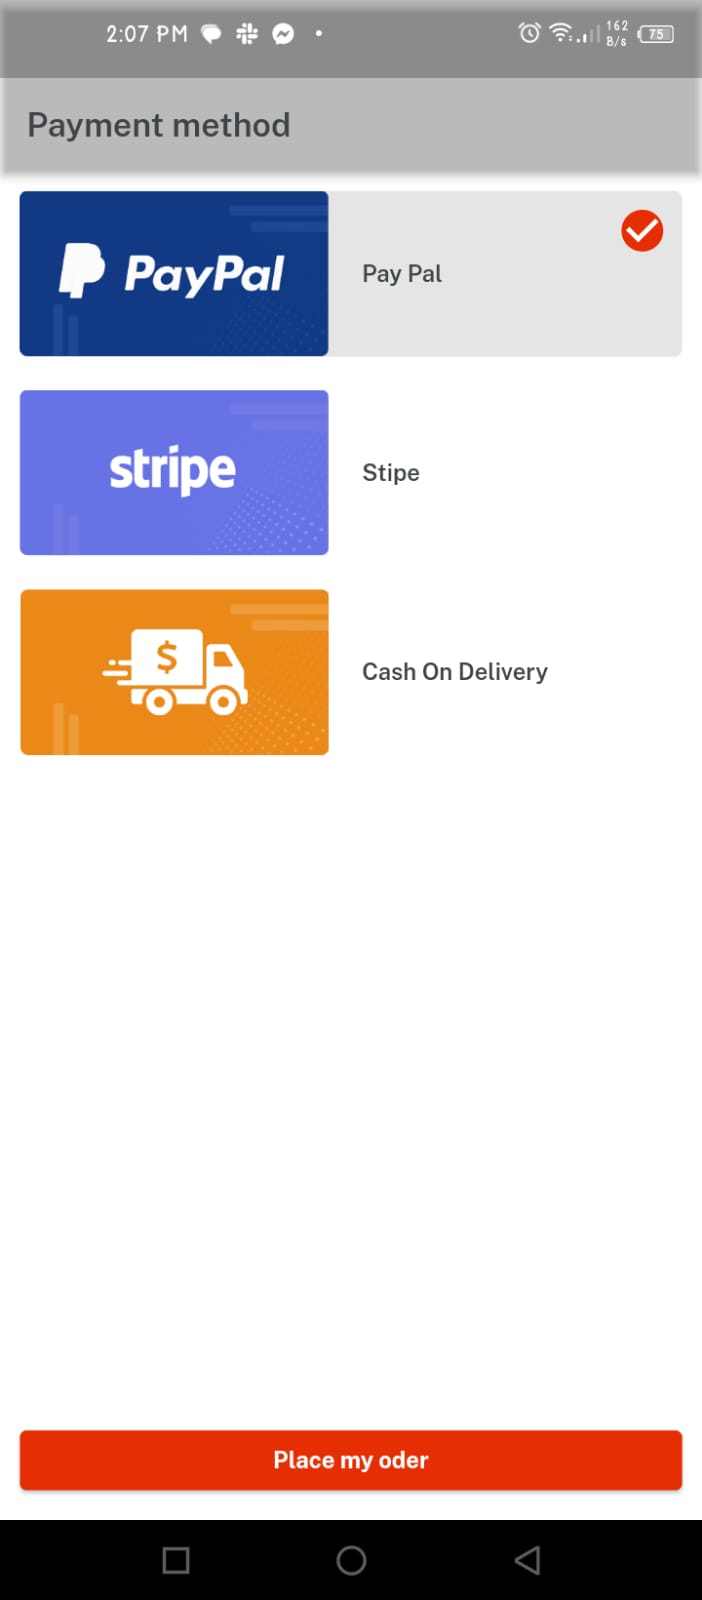 2:07 PM
162
B/s
75
Payment method
PayPal
Pay Pal
stripe
Stipe
$
Cash On Delivery
Place my oder